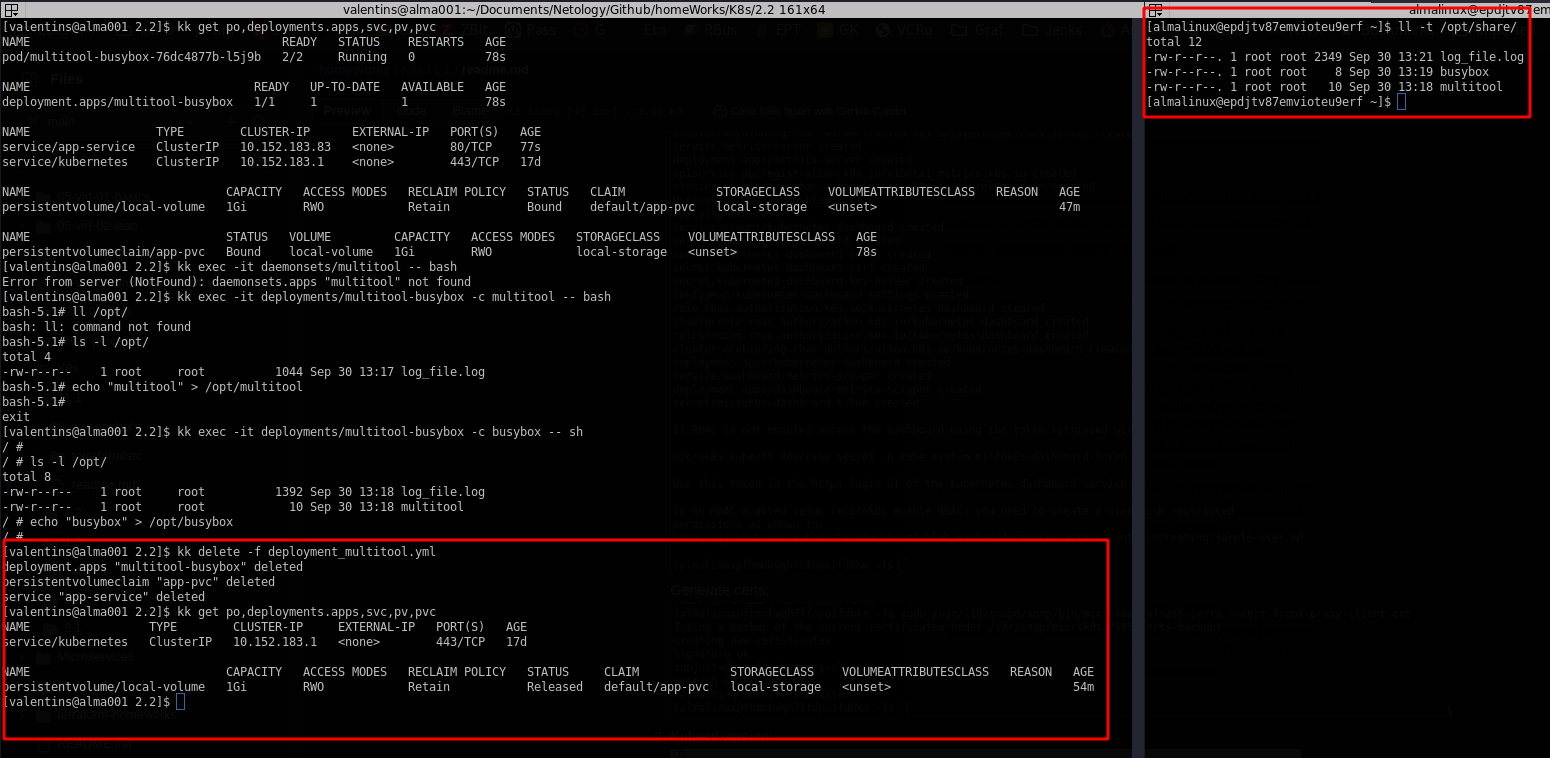 valentins@alma001:~/Documents/Netology/Github/homeWorks/K8s/2.2 161x64
[valentins@alma001 2.2]$ kk get po,deployments.apps,svc,pv,pvc
NAME READY STATUS RESTARTS AGE
pod/multitool-busybox-76dc4877b-l5j9b 2/2 Running 0 78s
NAME READY UP-TO-DATE AVAILABLE AGE
deployment.apps/multitool-busybox 1/1 1 1 78s
NAME TYPE CLUSTER-IP EXTERNAL-IP PORT(S) AGE
service/app-service ClusterIP 10.152.183.83 <none> 80/TCP 77s
service/kubernetes ClusterIP 10.152.183.1 <none> 443/TCP 17d
NAME CAPACITY ACCESS MODES RECLAIM POLICY STATUS CLAIM STORAGECLASS VOLUMEATTRIBUTESCLASS REASON AGE
persistentvolume/local-volume 1Gi RWO Retain Bound default/app-pvc local-storage <unset> 47m
NAME STATUS VOLUME CAPACITY ACCESS MODES STORAGECLASS VOLUMEATTRIBUTESCLASS AGE
persistentvolumeclaim/app-pvc Bound local-volume 1Gi RWO local-storage <unset> 78s
[valentins@alma001 2.2]$ kk exec -it daemonsets/multitool -- bash
Error from server (NotFound): daemonsets.apps "multitool" not found
[valentins@alma001 2.2]$ kk exec -it deployments/multitool-busybox -c multitool -- bash
bash-5.1# ll /opt/
bash: ll: command not found
bash-5.1# ls -l /opt/
total 4
-rw-r--r-- 1 root root 1044 Sep 30 13:17 log_file.log
bash-5.1# echo "multitool" > /opt/multitool
bash-5.1#
exit
[valentins@alma001 2.2]$ kk exec -it deployments/multitool-busybox -c busybox -- sh
/ #
/ # ls -l /opt/
total 8
-rw-r--r-- 1 root root 1392 Sep 30 13:18 log_file.log
-rw-r--r-- 1 root root 10 Sep 30 13:18 multitool
/ # echo "busybox" > /opt/busybox
/ #
[valentins@alma001 2.2]$ kk delete -f deployment_multitool.yml
deployment.apps "multitool-busybox" deleted
persistentvolumeclaim "app-pvc" deleted
service "app-service" deleted
[valentins@alma001 2.2]$ kk get po,deployments.apps,svc,pv,pvc
NAME TYPE CLUSTER-IP EXTERNAL-IP PORT(S) AGE
service/kubernetes ClusterIP 10.152.183.1 <none> 443/TCP 17d
NAME CAPACITY ACCESS MODES RECLAIM POLICY STATUS CLAIM STORAGECLASS VOLUMEATTRIBUTESCLASS REASON AGE
persistentvolume/local-volume 1Gi RWO Retain Released default/app-pvc local-storage <unset> 54m
[valentins@alma001 2.2]$
almalinux@epdjtv87em
[almalinux@epdjtv87emvioteu9erf ~]$ ll -t /opt/share/
total 12
-rw-r--r--. 1 root root 2349 Sep 30 13:21 log_file.log
-rw-r--r--. 1 root root 8 Sep 30 13:19 busybox
-rw-r--r--. 1 root root 10 Sep 30 13:18 multitool
[almalinux@epdjtv87emvioteu9erf ~]$